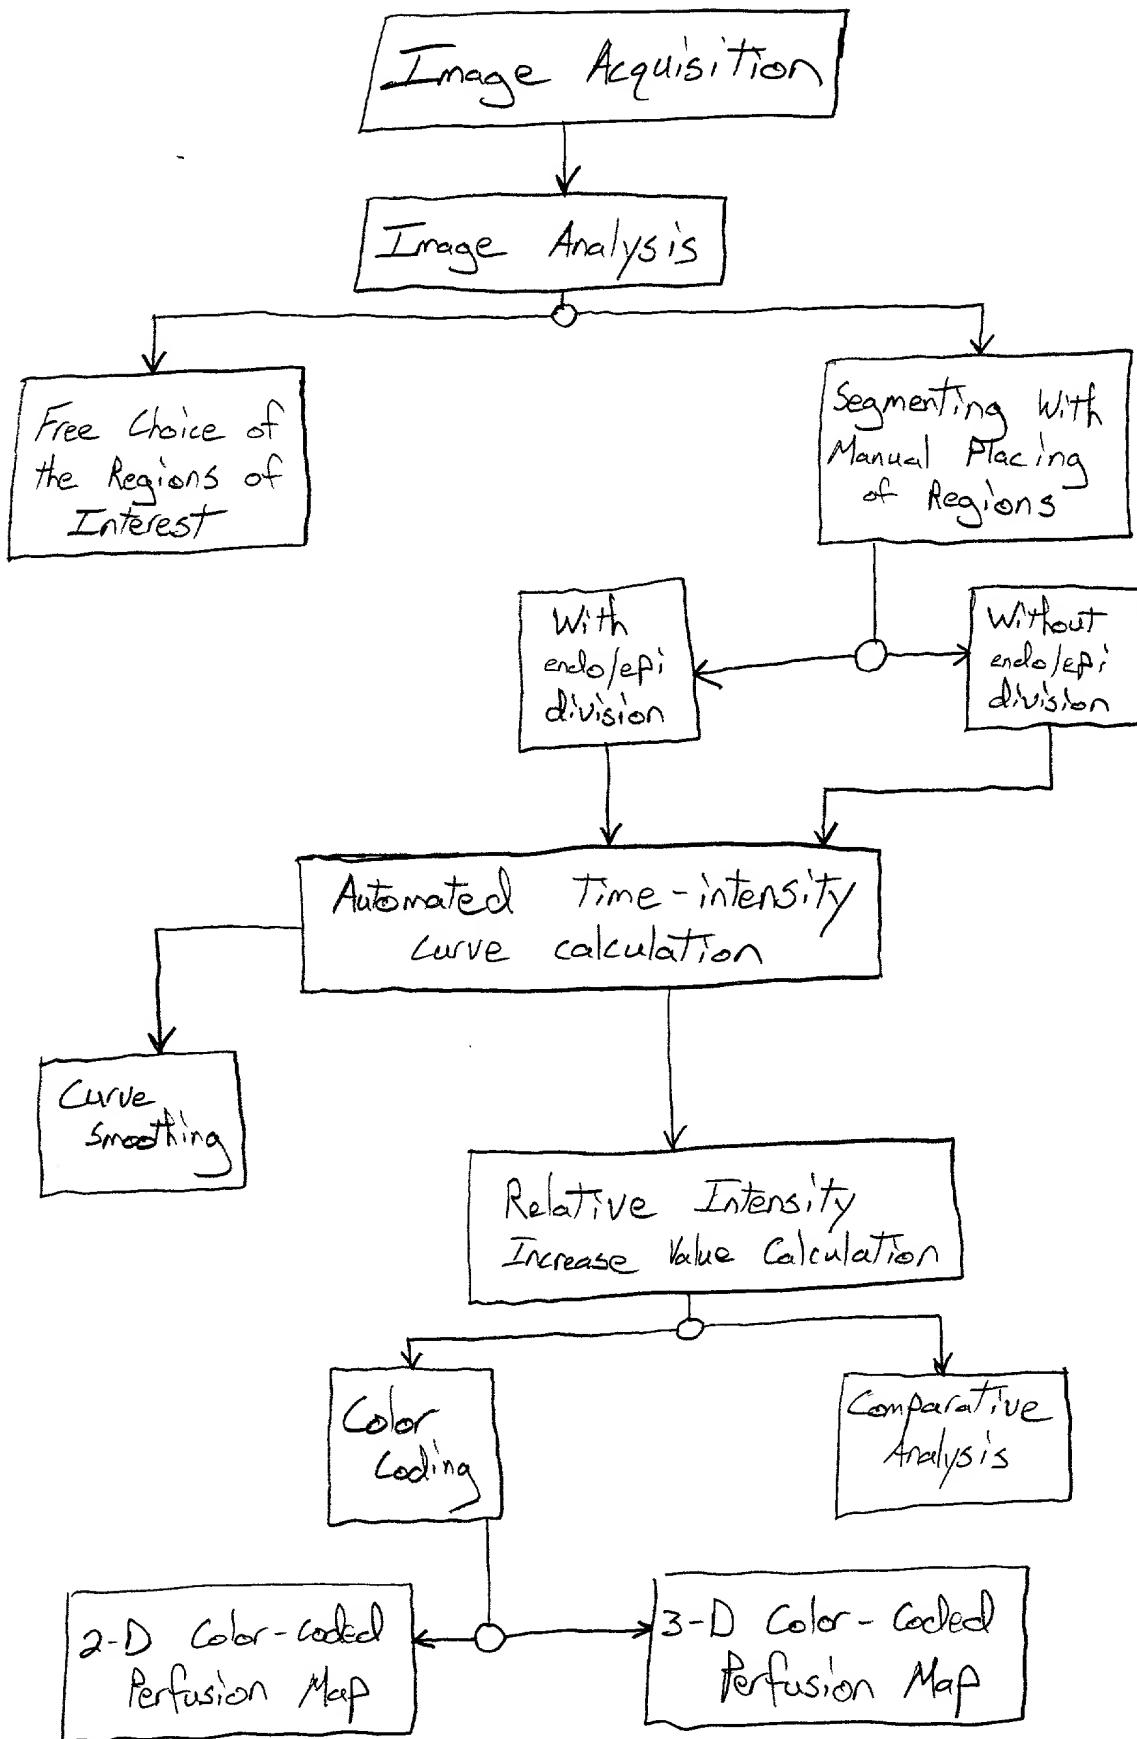 Image Acquisition
Image Analysis
Free Choice of
the Regions of
Interest
Segmenting With
Manual Placing
of Regions
With
endo/epi
division
Without
endo/epi
division
Automated Time-intensity
Curve calculation
Curve
Smoothing
Relative Intensity
Increase Value Calculation
Color
Coding
Comparative
Analysis
2-D Color-Coded
Perfusion Map
3-D Color-Coded
Perfusion Map